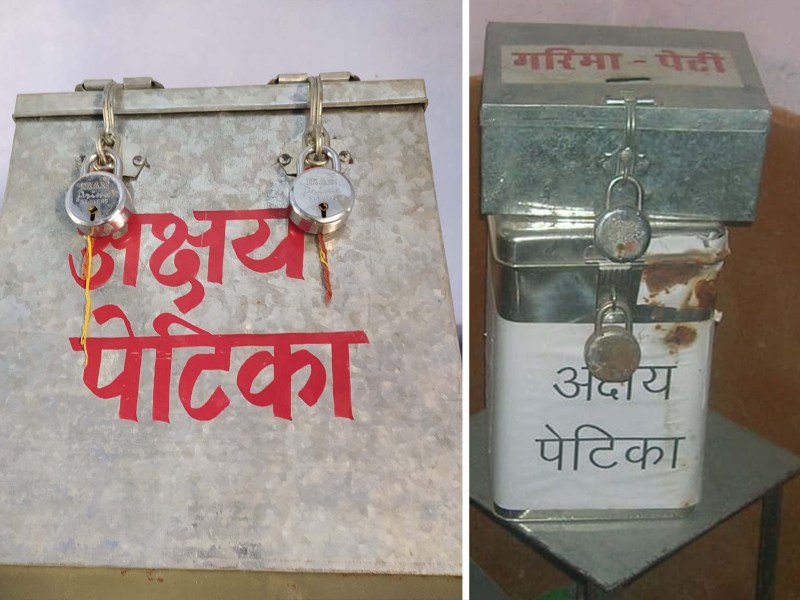 अक्षय
पेटिका
गरिमा - पेटी
अक्षय
पेटिका